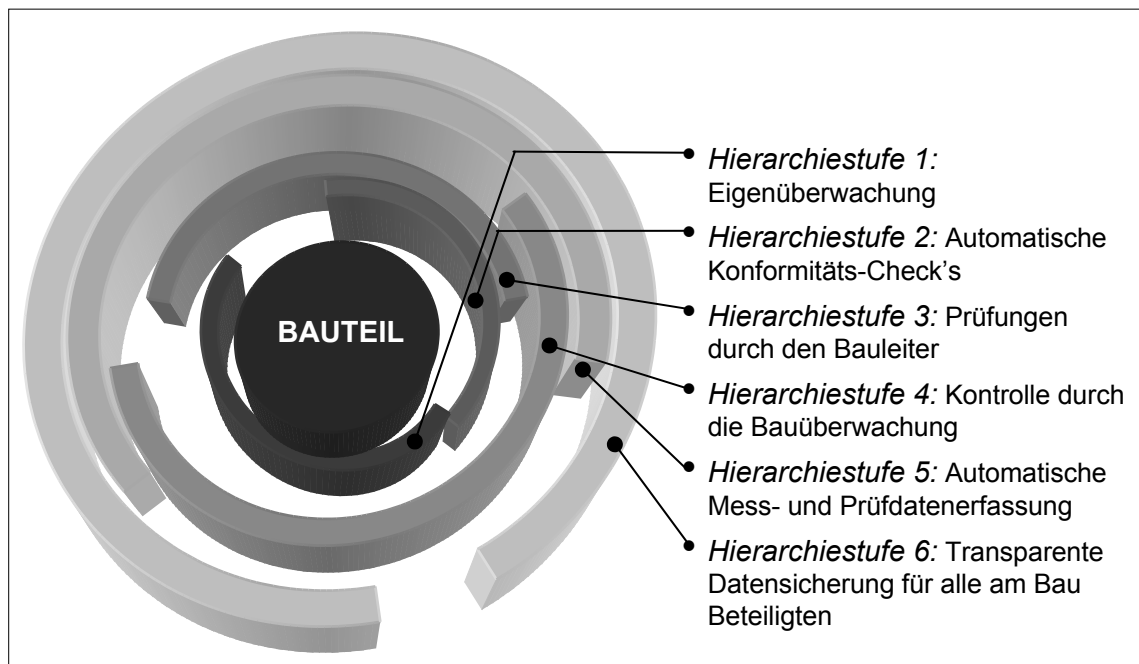 BAUTEIL
Hierarchiestufe 1:
Eigenüberwachung
Hierarchiestufe 2: Automatische
Konformitäts-Check’s
Hierarchiestufe 3: Prüfungen
durch den Bauleiter
Hierarchiestufe 4: Kontrolle durch
die Bauüberwachung
Hierarchiestufe 5: Automatische
Mess- und Prüfdatenerfassung
Hierarchiestufe 6: Transparente
Datensicherung für alle am Bau
Beteiligten